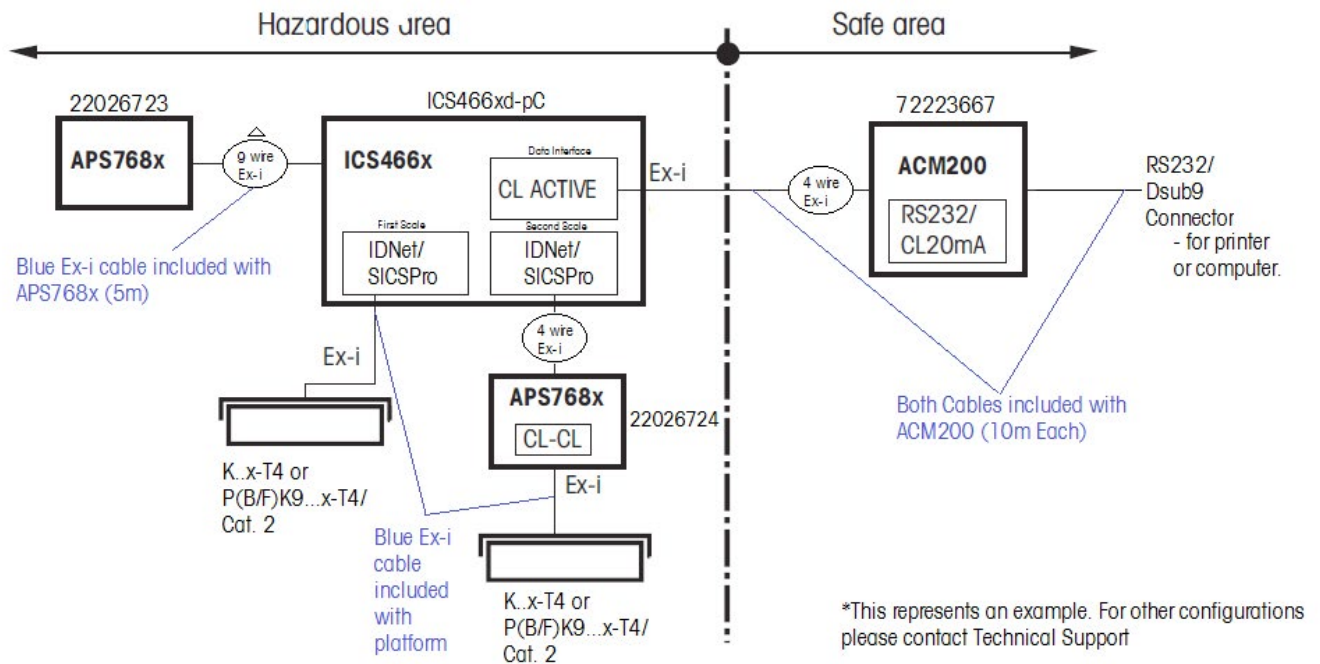 Hazardous area
Safe area
22026723
ICS466xd-pC
72223667
APS768x
△
9 wire
Ex-i
ICS466x
Data Interface
CL ACTIVE
Ex-i
4 wire
Ex-i
ACM200
RS232/
CL20mA
RS232/
Dsub9
Connector
- for printer
or computer.
First Scale
IDNet/
SICSPro
Second Scale
IDNet/
SICSPro
Blue Ex-i cable included with
APS768x (5m)
Ex-i
4 wire
Ex-i
APS768x
CL-CL
22026724
Both Cables included with
ACM200 (10m Each)
K..x-T4 or
P(B/F)K9...x-T4/
Cat. 2
Ex-i
Blue Ex-i
cable
included
with
platform
K..x-T4 or
P(B/F)K9...x-T4/
Cat. 2
*This represents an example. For other configurations
please contact Technical Support